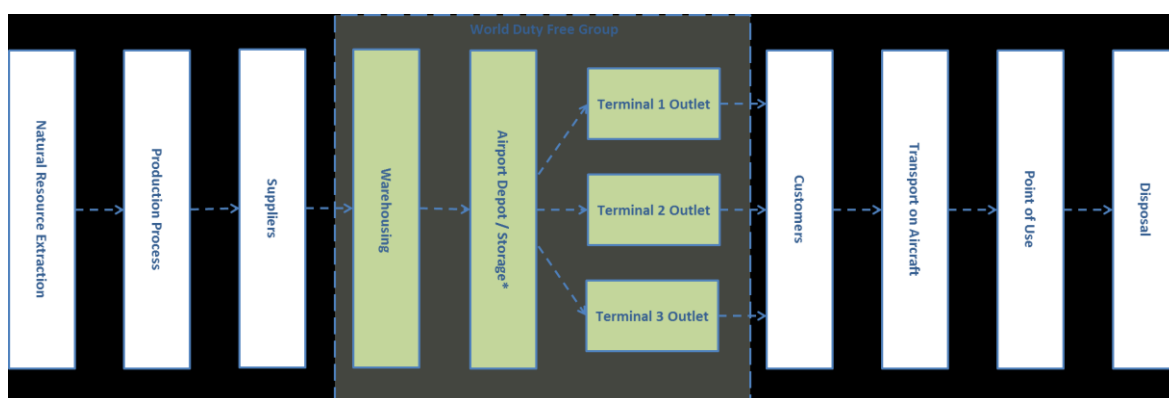 World Duty Free Group
Natural Resource Extraction
Production Process
Suppliers
Warehousing
Airport Depot / Storage*
Terminal 1 Outlet
Terminal 2 Outlet
Terminal 3 Outlet
Customers
Transport on Aircraft
Point of Use
Disposal